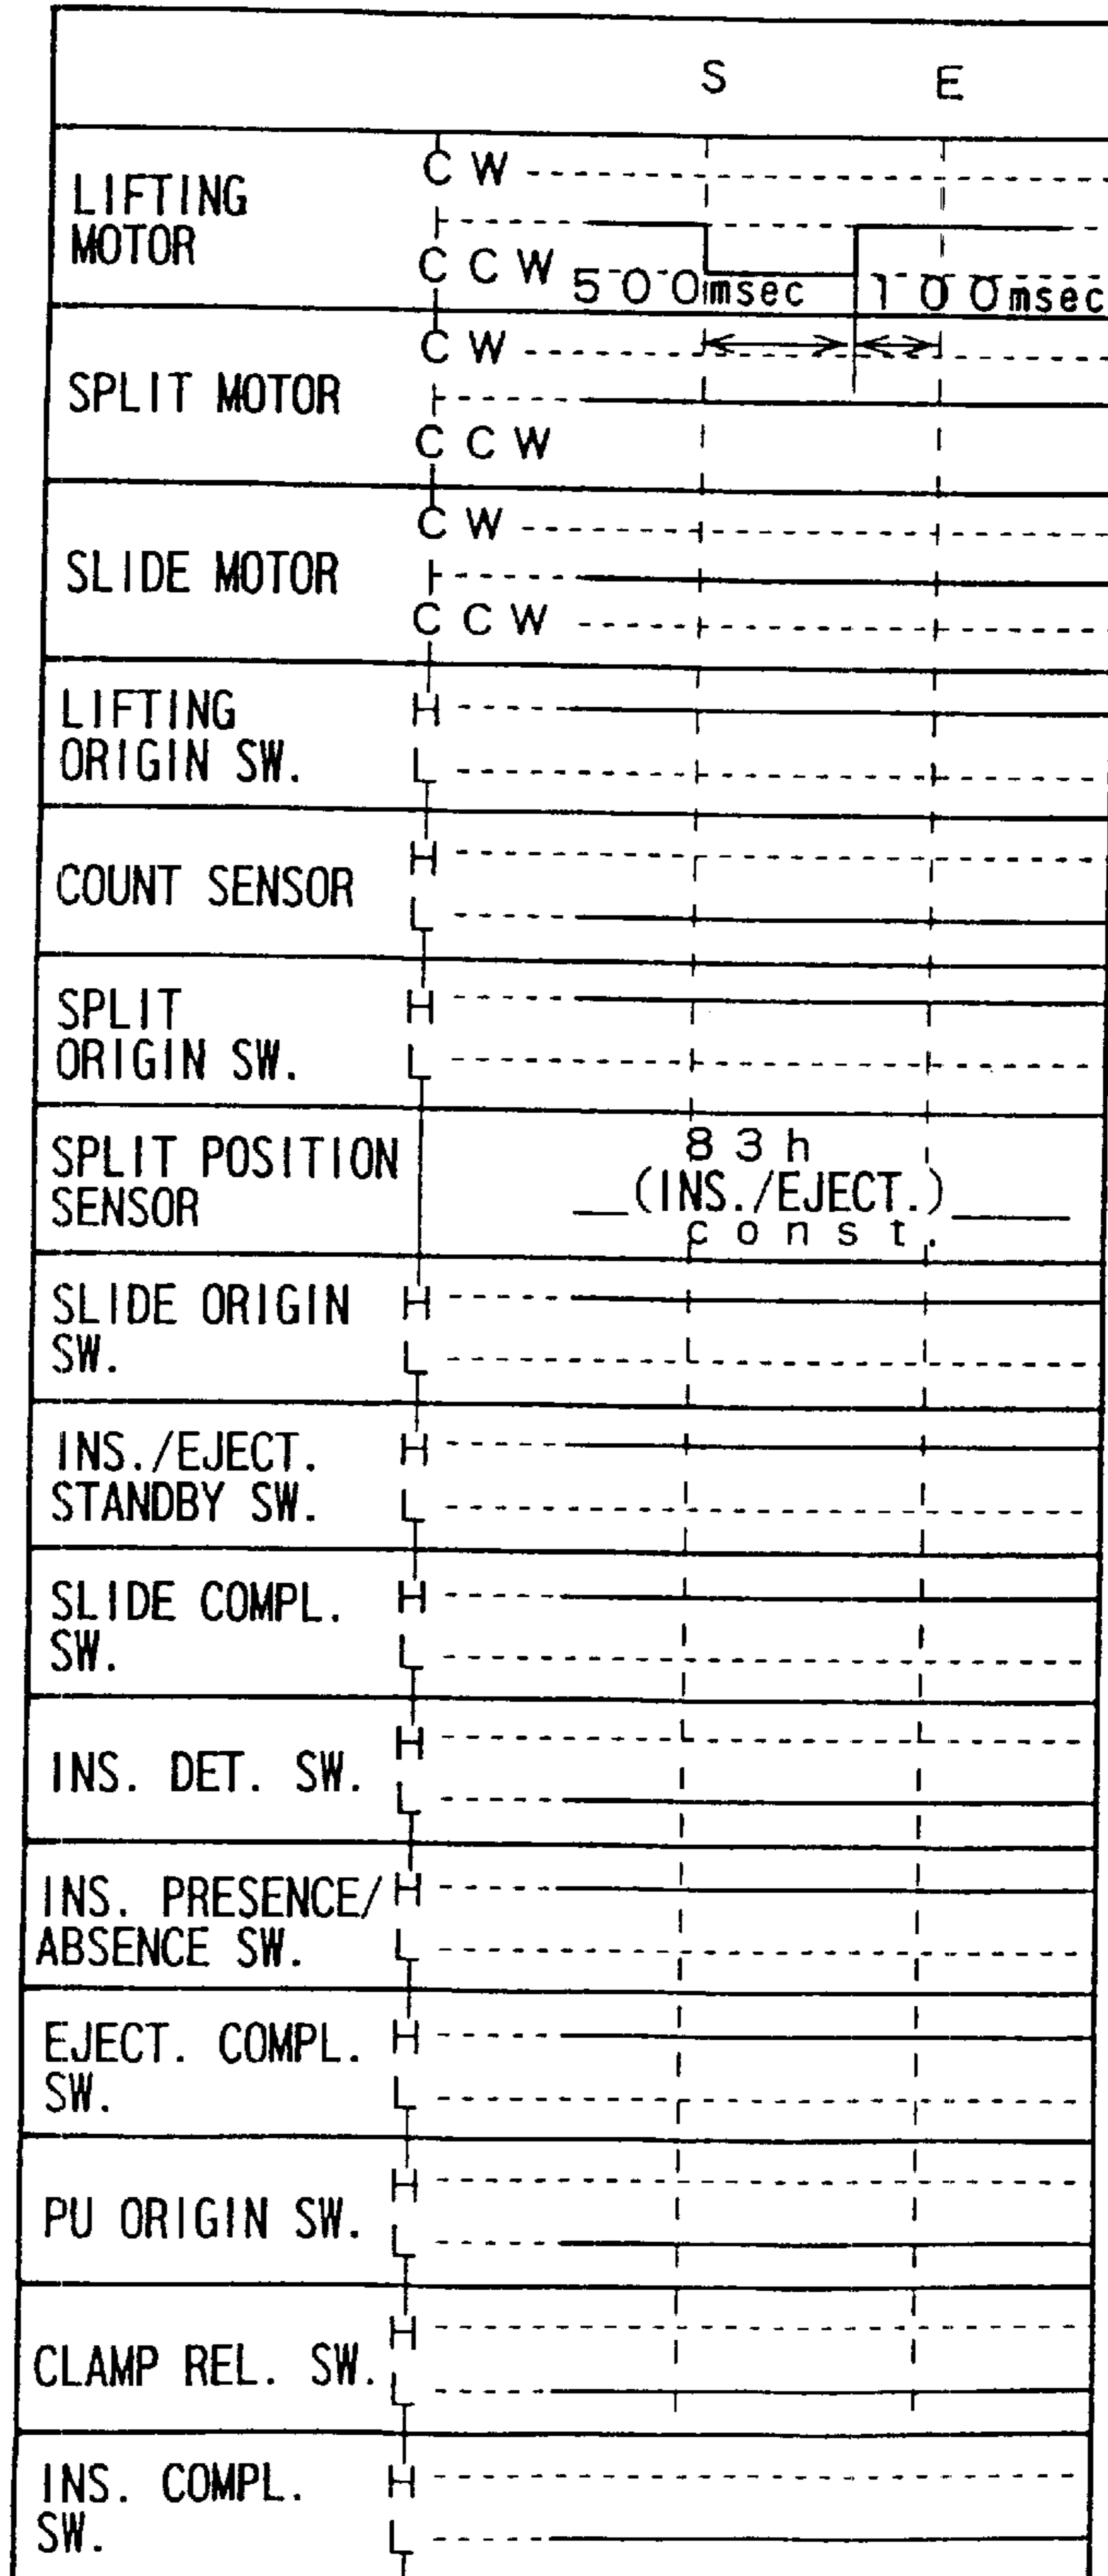 S E
LIFTING
MOTOR
CW
CCW
500msec 100msec
SPLIT MOTOR
CW
CCW
SLIDE MOTOR
CW
CCW
LIFTING
ORIGIN SW.
H
L
COUNT SENSOR
H
L
SPLIT
ORIGIN SW.
H
L
SPLIT POSITION
SENSOR
83h
(INS./EJECT.)
const.
SLIDE ORIGIN
SW.
H
L
INS./EJECT.
STANDBY SW.
H
L
SLIDE COMPL.
SW.
H
L
INS. DET. SW.
H
L
INS. PRESENCE/
ABSENCE SW.
H
L
EJECT. COMPL.
SW.
H
L
PU ORIGIN SW.
H
L
CLAMP REL. SW.
H
L
INS. COMPL.
SW.
H
L